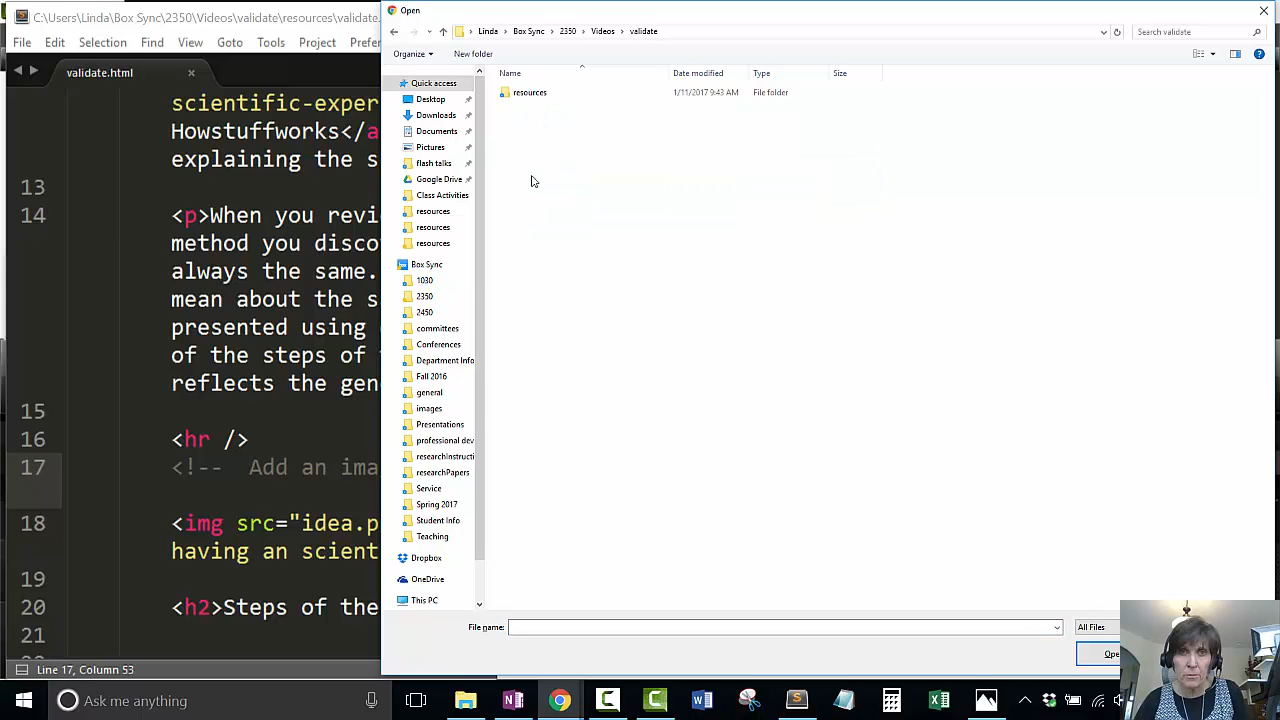 C:\Users\Linda\Box Sync\2350\Videos\validate\resources\validate.
File Edit Selection Find View Goto Tools Project Prefer
validate.html
scientific-exper
Howstuffworks</a
explaining the s
13
14 <p>When you revi
method you disco
always the same.
mean about the s
presented using
of the steps of
reflects the gen
15
16 <hr />
17 <!-- Add an ima
18 <img src="idea.p
having an scient
19
20 <h2>Steps of the
21
Line 17, Column 53
Open
Linda > Box Sync > 2350 > Videos > validate
Search validate
Organize New folder
Name Date modified Type Size
resources 1/11/2017 9:43 AM File folder
Quick access
Desktop
Downloads
Documents
Pictures
flash talks
Google Drive
Class Activities
resources
resources
resources
Box Sync
1030
2350
2450
committees
Conferences
Department Info
Fall 2016
general
images
Presentations
professional dev
researchInstructi
researchPapers
Service
Spring 2017
Student Info
Teaching
Dropbox
OneDrive
This PC
File name:
All Files
Ope
Ask me anything